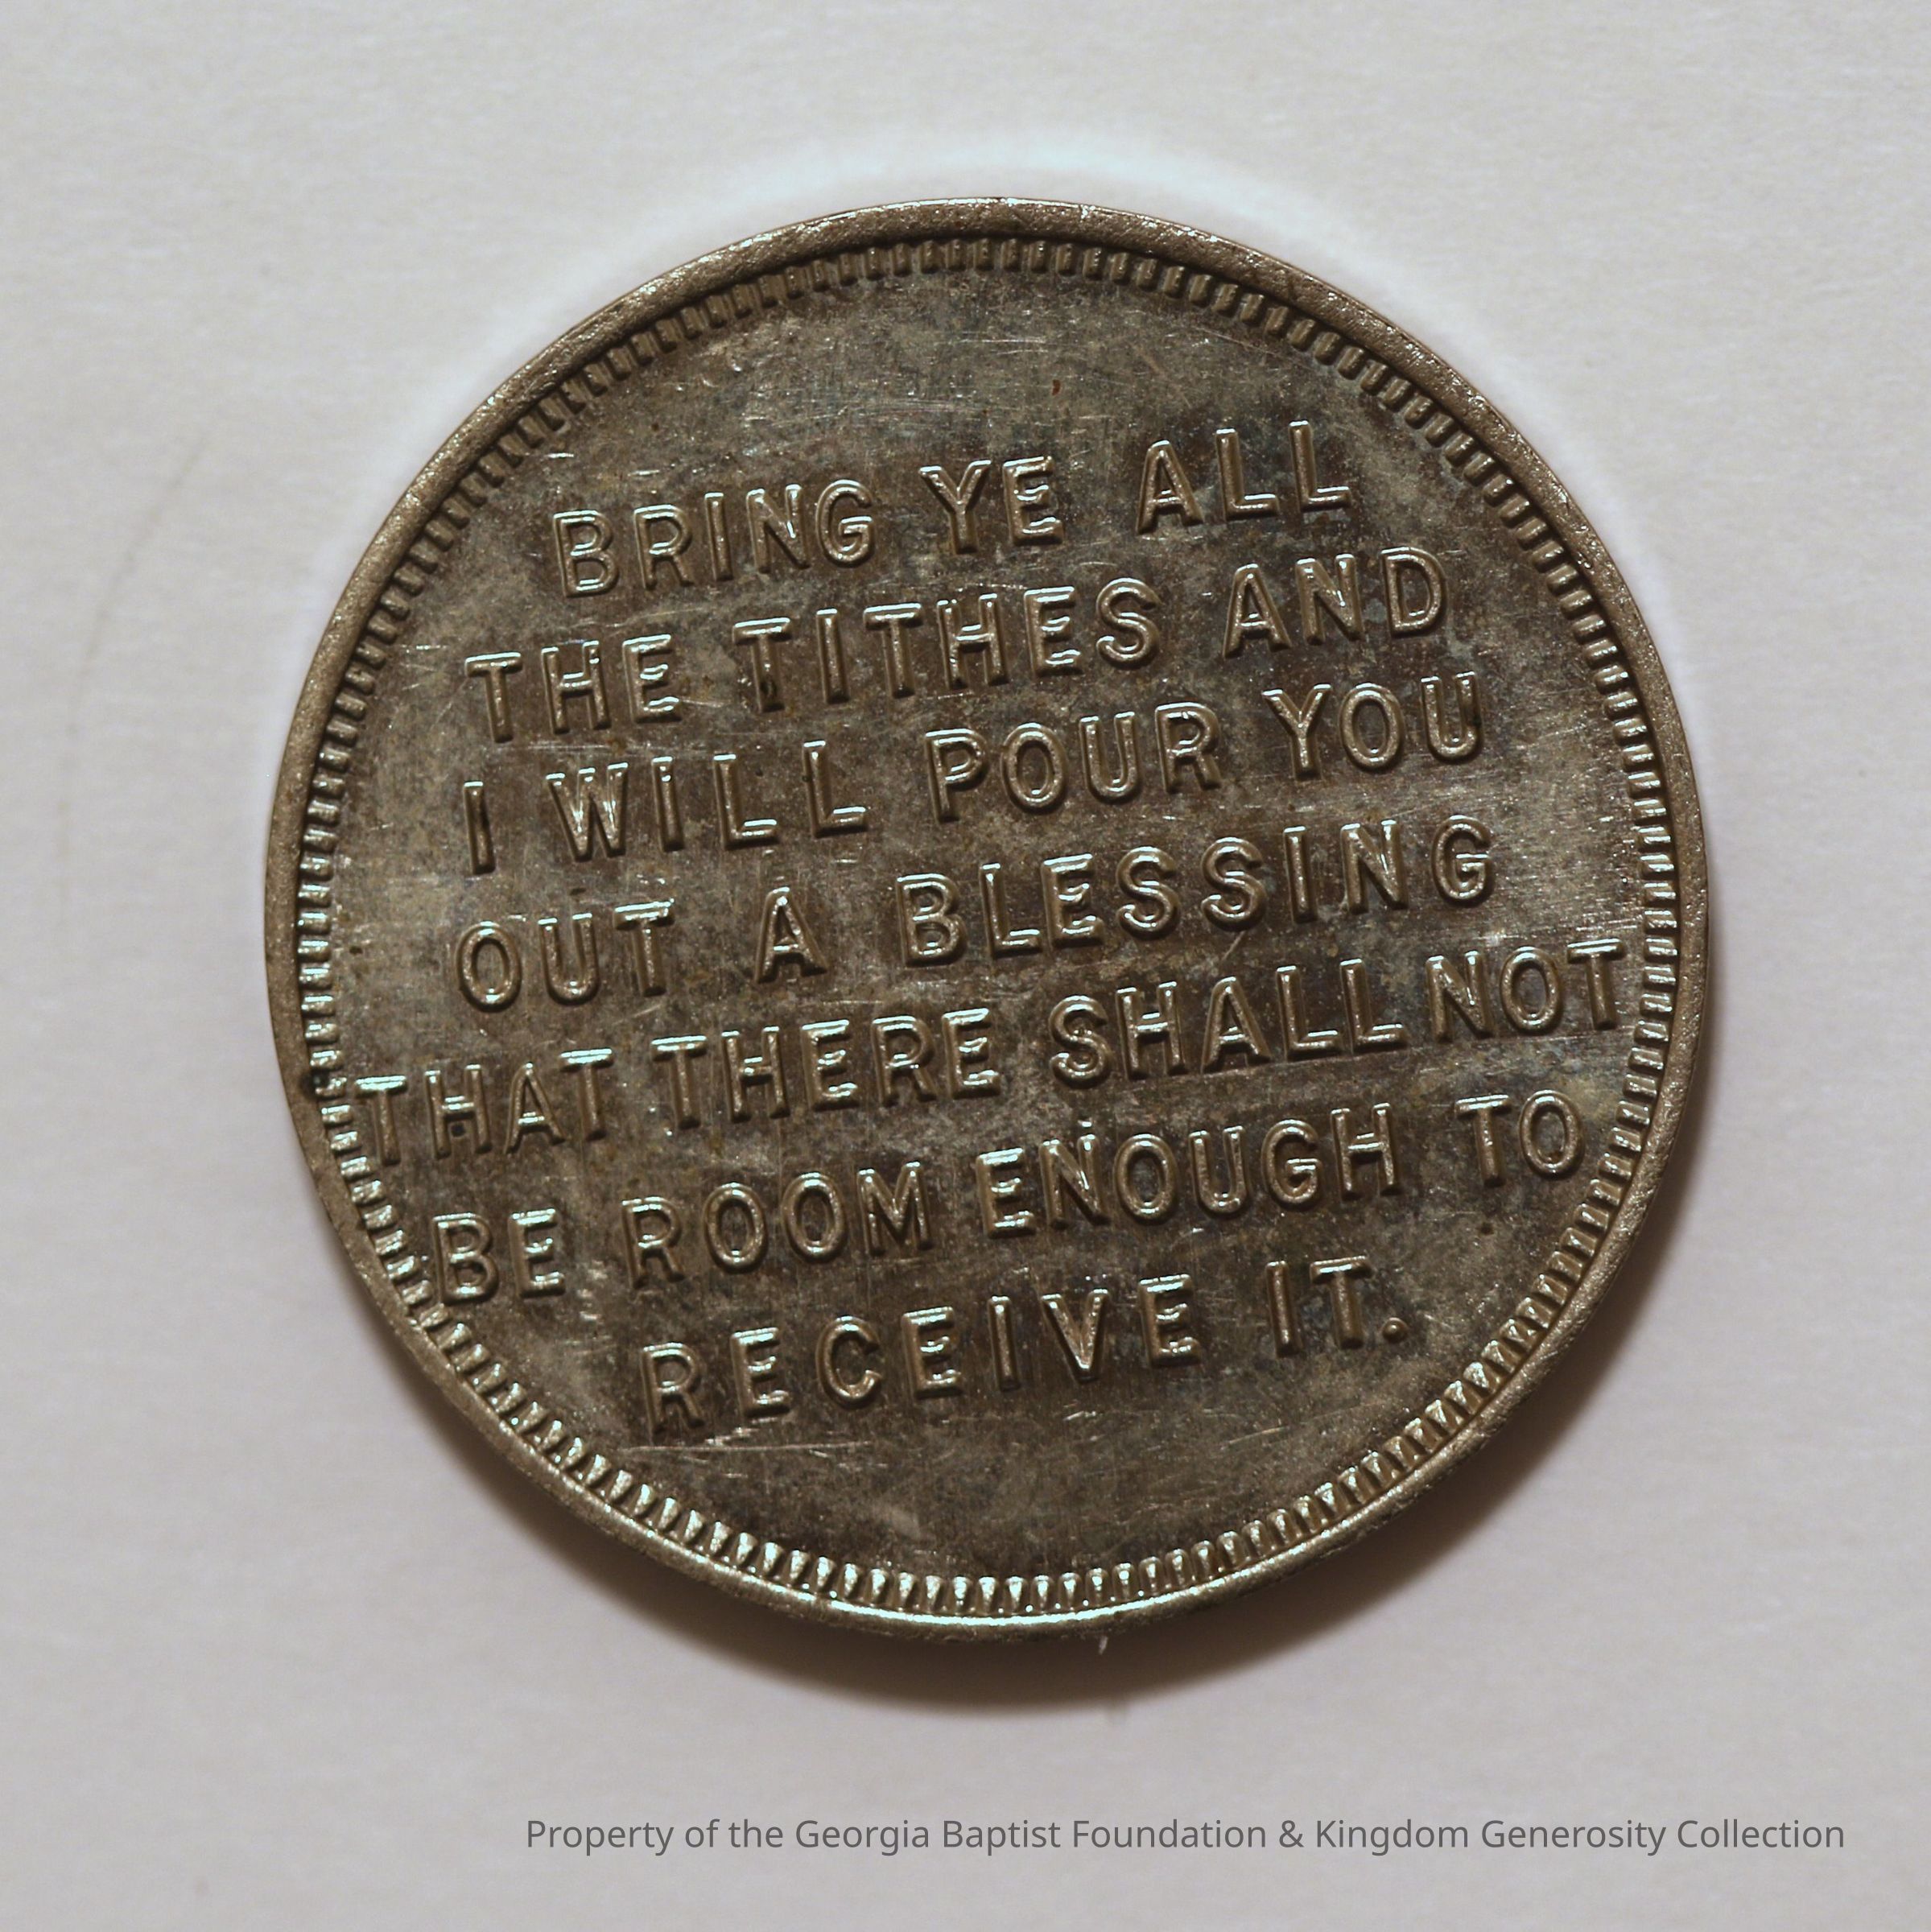 BRING YE ALL
THE TITHES AND
I WILL POUR YOU
OUT A BLESSING
THAT THERE SHALL NOT
BE ROOM ENOUGH TO
RECEIVE IT.
Property of the Georgia Baptist Foundation & Kingdom Generosity Collection